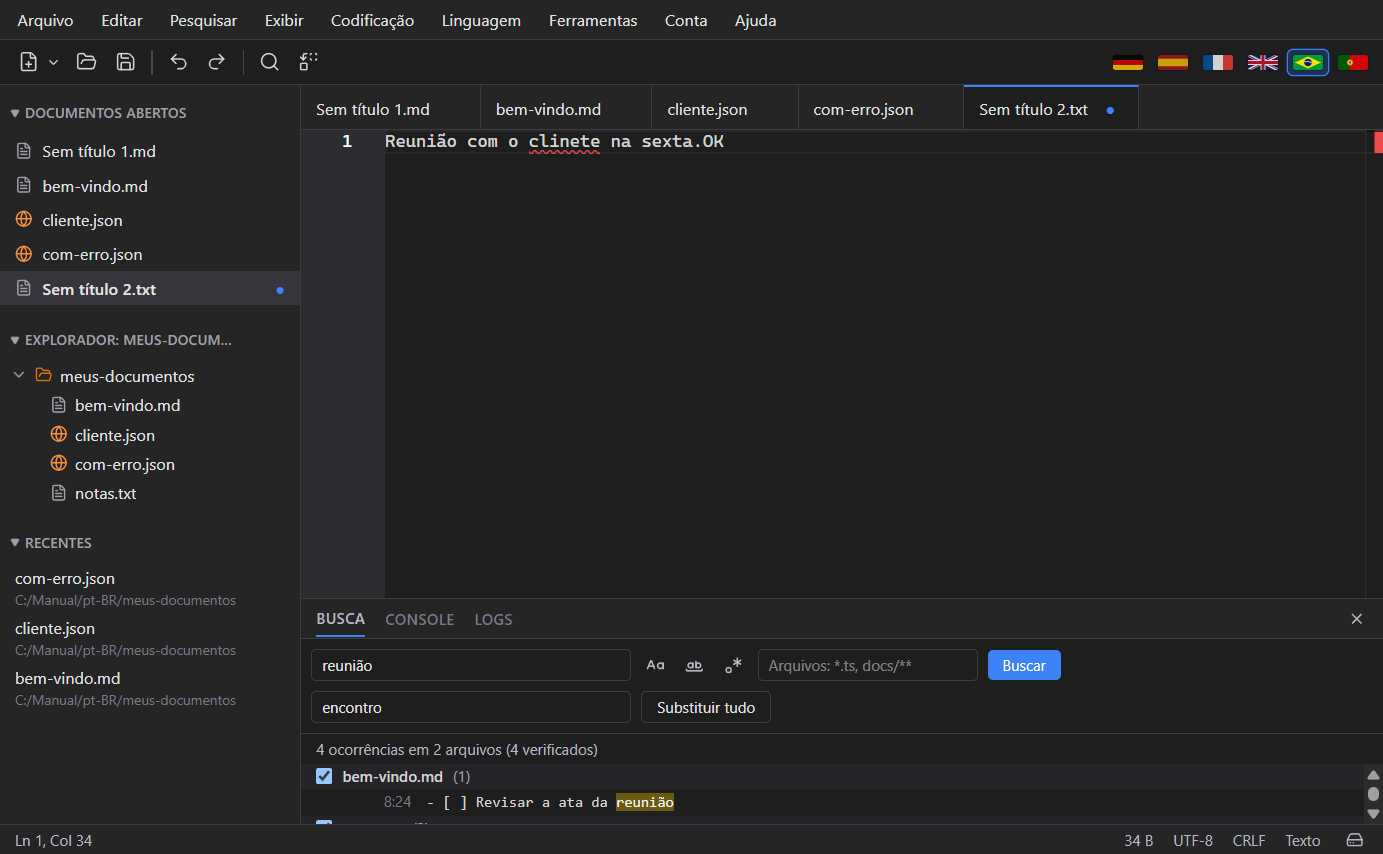 Arquivo Editar Pesquisar Exibir Codificação Linguagem Ferramentas Conta Ajuda
DOCUMENTOS ABERTOS
Sem título 1.md
bem-vindo.md
cliente.json
com-erro.json
Sem título 2.txt
EXPLORADOR: MEUS-DOCUM...
meus-documentos
bem-vindo.md
cliente.json
com-erro.json
notas.txt
RECENTES
com-erro.json
C:/Manual/pt-BR/meus-documentos
cliente.json
C:/Manual/pt-BR/meus-documentos
bem-vindo.md
C:/Manual/pt-BR/meus-documentos
Sem título 1.md bem-vindo.md cliente.json com-erro.json Sem título 2.txt
1 Reunião com o clinete na sexta.OK
BUSCA CONSOLE LOGS
reunião Aa ab .* Arquivos: *.ts, docs/** Buscar
encontro Substituir tudo
4 ocorrências em 2 arquivos (4 verificados)
bem-vindo.md (1)
8:24 - [ ] Revisar a ata da reunião
Ln 1, Col 34 34 B UTF-8 CRLF Texto